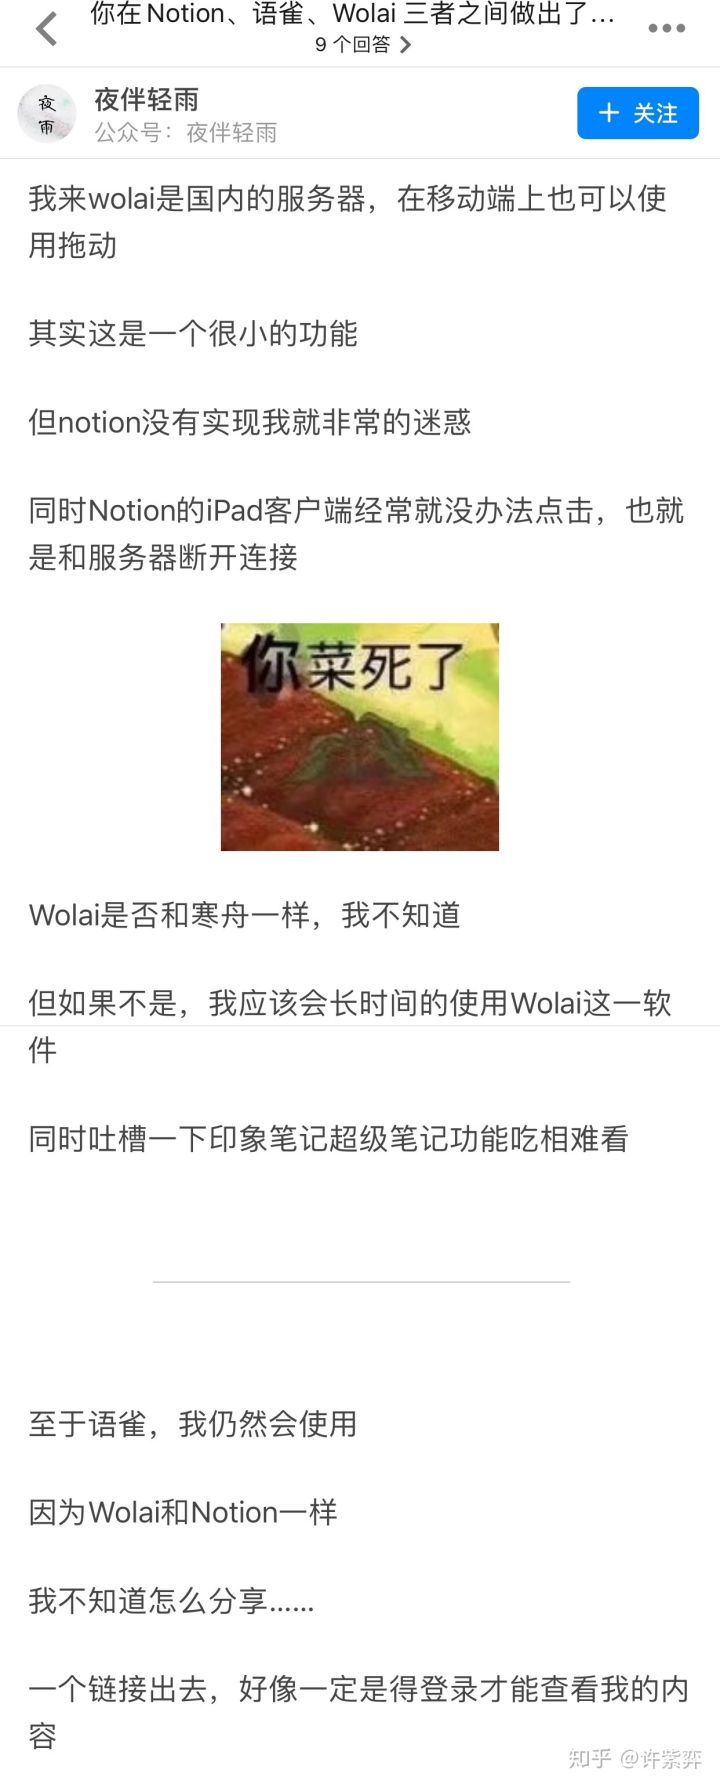 你在Notion、语雀、Wolai 三者之间做出了...
9 个回答
夜雨
夜伴轻雨
公众号：夜伴轻雨
+ 关注
我来wolai是国内的服务器，在移动端上也可以使
用拖动
其实这是一个很小的功能
但notion没有实现我就非常的迷惑
同时Notion的iPad客户端经常就没办法点击，也就
是和服务器断开连接
你菜死了
Wolai是否和寒舟一样，我不知道
但如果不是，我应该会长时间的使用Wolai这一软
件
同时吐槽一下印象笔记超级笔记功能吃相难看
至于语雀，我仍然会使用
因为Wolai和Notion一样
我不知道怎么分享......
一个链接出去，好像一定是得登录才能查看我的内
容
知乎 @许紫弈